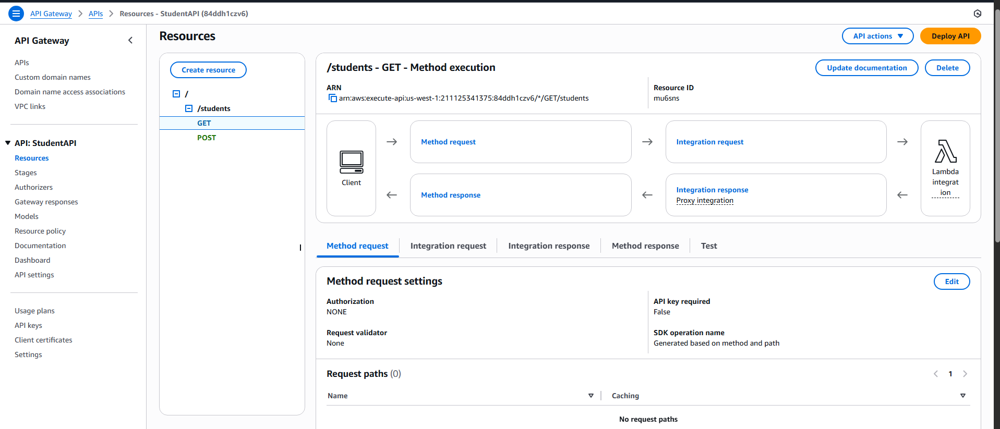 API Gateway > APIs > Resources - StudentAPI (84ddh1czv6)
API Gateway
APIs
Custom domain names
Domain name access associations
VPC links
API: StudentAPI
Resources
Stages
Authorizers
Gateway responses
Models
Resource policy
Documentation
Dashboard
API settings
Usage plans
API keys
Client certificates
Settings
Resources
API actions
Deploy API
Create resource
/
/students
GET
POST
/students - GET - Method execution
Update documentation
Delete
ARN
arn:aws:execute-api:us-west-1:211125341375:84ddh1czv6/*/GET/students
Resource ID
mu6sns
Client
Method request
Integration request
Method response
Integration response
Proxy integration
Lambda
integrat
ion
Method request
Integration request
Integration response
Method response
Test
Method request settings
Edit
Authorization
NONE
API key required
False
Request validator
None
SDK operation name
Generated based on method and path
Request paths (0)
1
Name
Caching
No request paths